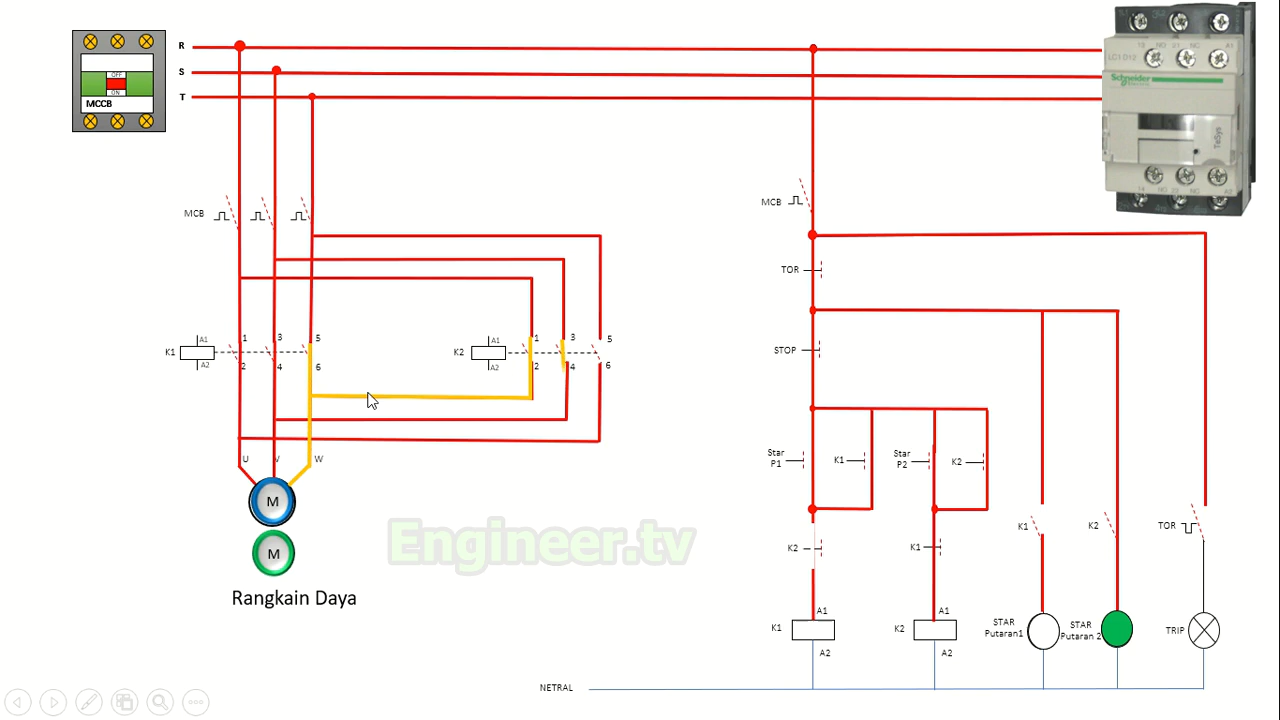 R
S
T
OFF
ON
MCCB
Schneider
Electric
LC1 D12
TeSys
MCB
MCB
TOR
STOP
A1
K1
A2
1
3
5
2
4
6
A1
K2
A2
1
3
5
2
4
6
U
V
W
M
M
Rangkain Daya
Engineer.tv
Star
P1
K1
Star
P2
K2
K2
K1
K1
K2
TOR
A1
K1
A2
A1
K2
A2
STAR
Putaran1
STAR
Putaran 2
TRIP
NETRAL